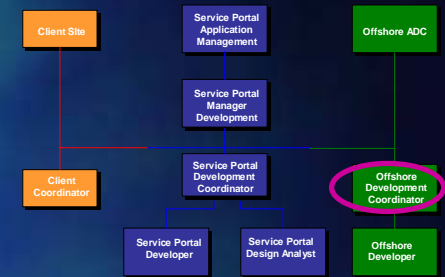 Client Site
Service Portal
Application
Management
Offshore ADC
Service Portal
Manager
Development
Client
Coordinator
Service Portal
Development
Coordinator
Offshore
Development
Coordinator
Service Portal
Developer
Service Portal
Design Analyst
Offshore
Developer